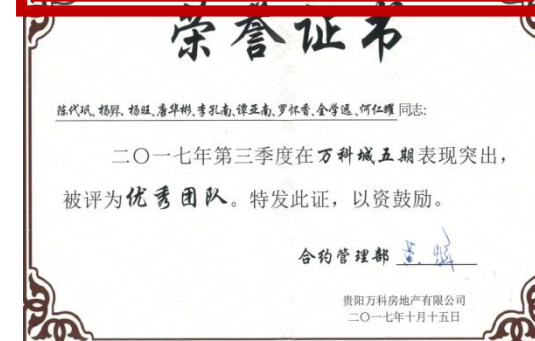 荣誉证书
陈代珉、杨昇、杨旺、唐华彬、李孔南、谭亚南、罗怀香、全学遥、何仁曜 同志:
二〇一七年第三季度在万科城五期表现突出,
被评为优秀团队。特发此证，以资鼓励。
合约管理部
贵阳万科房地产有限公司
二〇一七年十月十五日